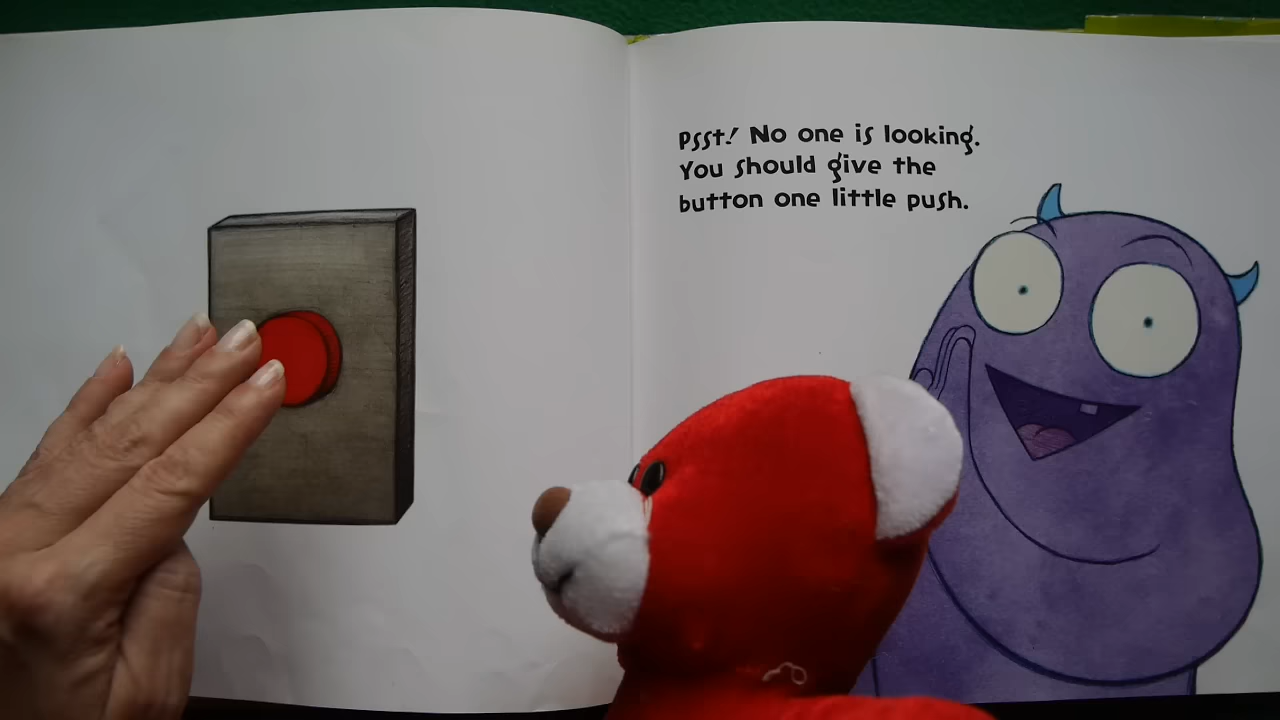 Psst! No one is looking.
You should give the
button one little push.